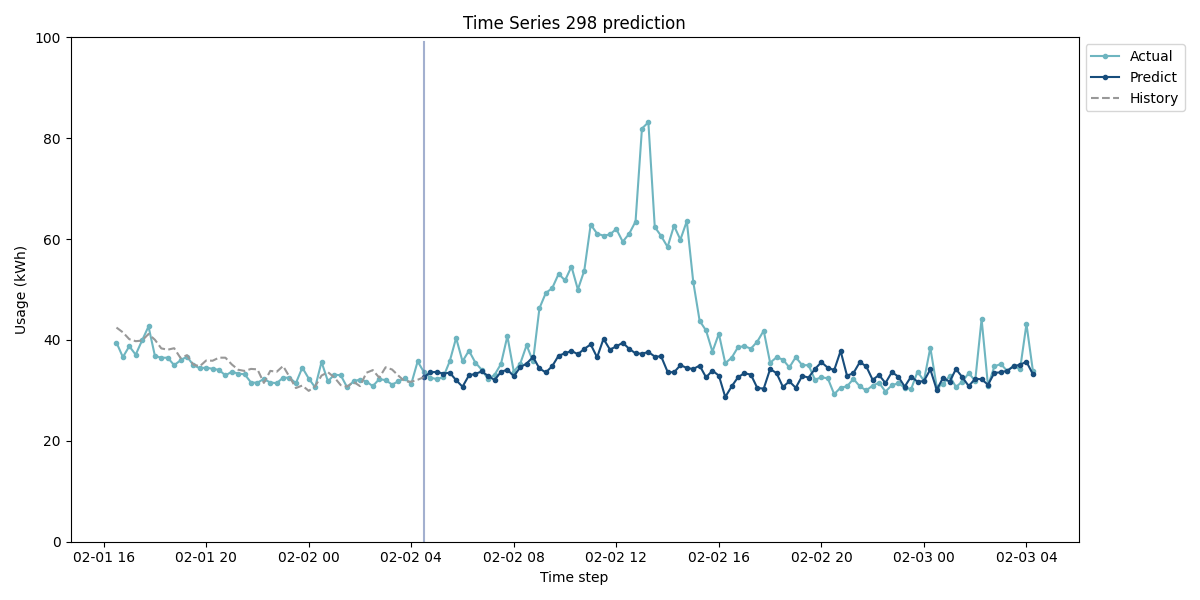 Time Series 298 prediction
100
80
60
40
20
0
Usage (kWh)
02-01 16
02-01 20
02-02 00
02-02 04
02-02 08
02-02 12
02-02 16
02-02 20
02-03 00
02-03 04
Time step
Actual
Predict
History